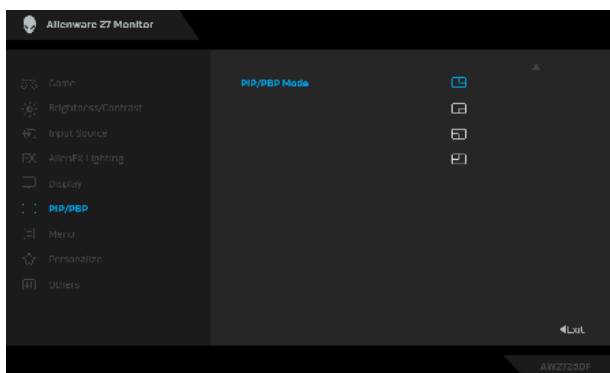 Alienware 27 Monitor
Game
PIP/PBP Mode
Brightness/Contrast
Input Source
AlienFX Lighting
Display
PIP/PBP
Menu
Personalize
Others
Exit
AW2725DF